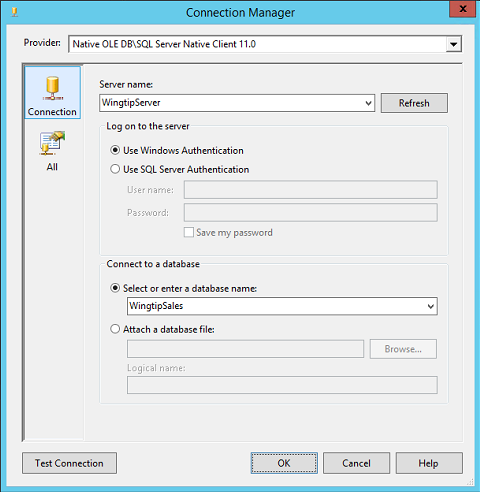 Connection Manager
x
Provider: Native OLE DB\SQL Server Native Client 11.0
Connection
All
Server name:
WingtipServer
Refresh
Log on to the server
Use Windows Authentication
Use SQL Server Authentication
User name:
Password:
Save my password
Connect to a database
Select or enter a database name:
WingtipSales
Attach a database file:
Browse...
Logical name:
Test Connection OK Cancel Help